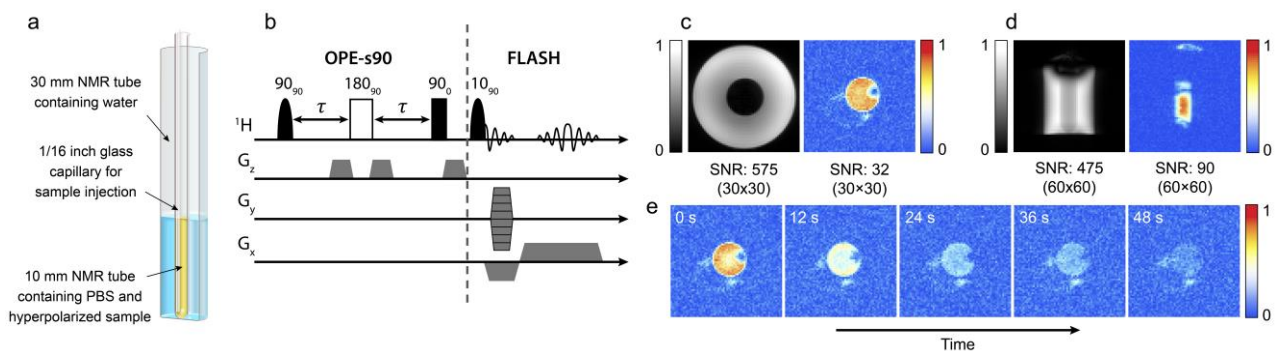 a
30 mm NMR tube
containing water
1/16 inch glass
capillary for
sample injection
10 mm NMR tube
containing PBS and
hyperpolarized sample
b
OPE-s90
FLASH
90₉₀
180₉₀
90₀
10₉₀
τ
τ
¹H
G_z
G_y
G_x
c
1
0
1
0
SNR: 575
(30x30)
SNR: 32
(30×30)
d
1
0
1
0
SNR: 475
(60x60)
SNR: 90
(60×60)
e
0 s
12 s
24 s
36 s
48 s
1
0
Time